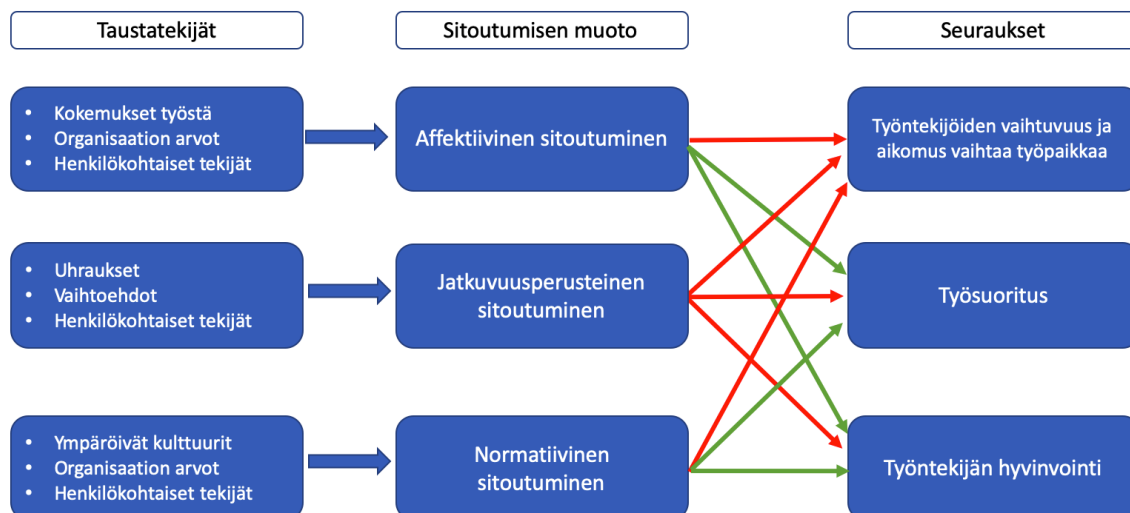 Taustatekijät
Sitoutumisen muoto
Seuraukset
• Kokemukset työstä
• Organisaation arvot
• Henkilökohtaiset tekijät
Affektiivinen sitoutuminen
Työntekijöiden vaihtuvuus ja
aikomus vaihtaa työpaikkaa
• Uhraukset
• Vaihtoehdot
• Henkilökohtaiset tekijät
Jatkuvuusperusteinen
sitoutuminen
Työsuoritus
• Ympäröivät kulttuurit
• Organisaation arvot
• Henkilökohtaiset tekijät
Normatiivinen
sitoutuminen
Työntekijän hyvinvointi